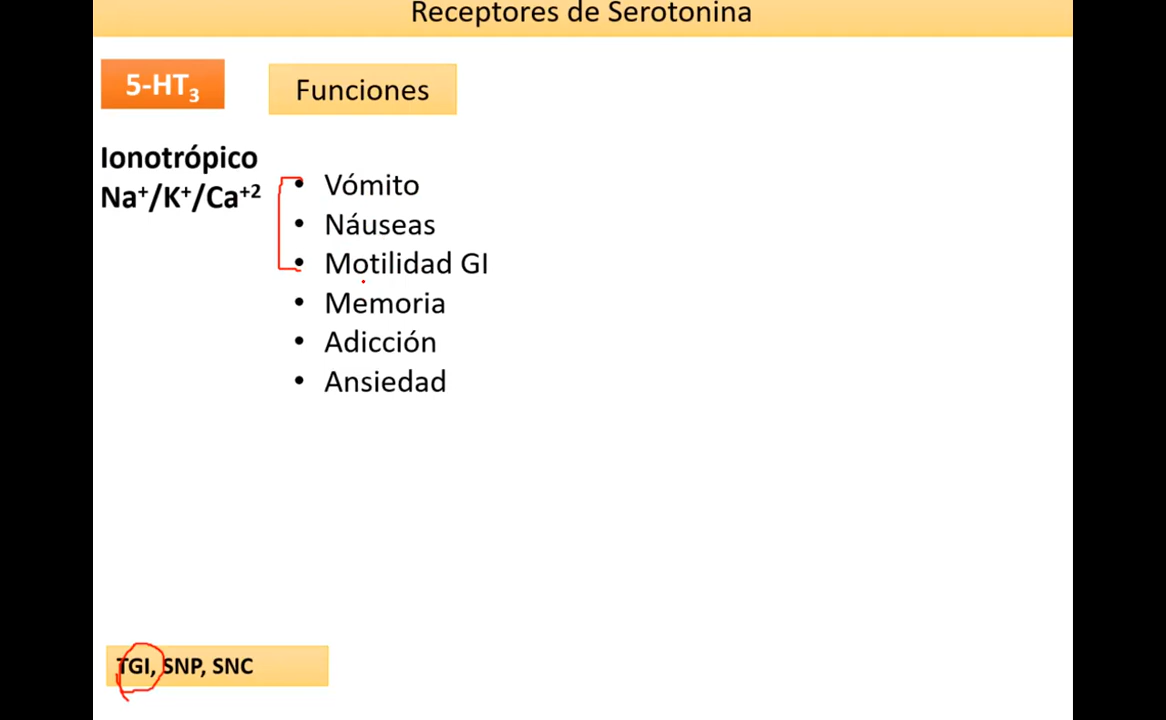 Receptores de Serotonina
5-HT₃
Funciones
Ionotrópico
Na⁺/K⁺/Ca⁺²
• Vómito
• Náuseas
• Motilidad GI
• Memoria
• Adicción
• Ansiedad
TGI, SNP, SNC